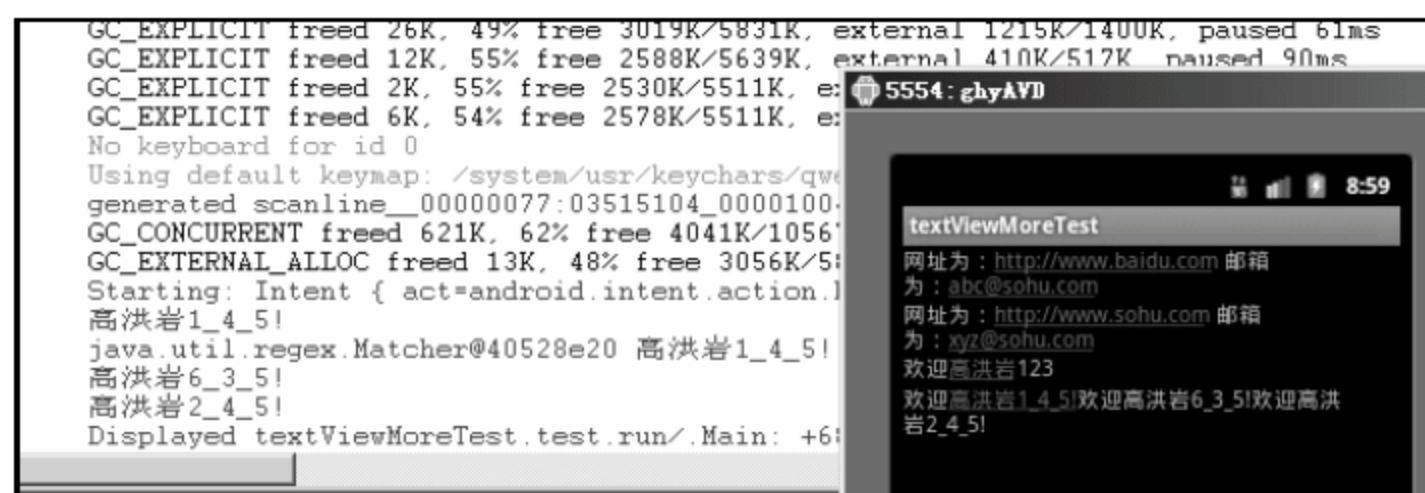 GC_EXPLICIT freed 26K, 49% free 3019K/5831K, external 1215K/1400K, paused 61ms
GC_EXPLICIT freed 12K, 55% free 2588K/5639K, external 410K/517K, paused 90ms
GC_EXPLICIT freed 2K, 55% free 2530K/5511K,
GC_EXPLICIT freed 6K, 54% free 2578K/5511K,
No keyboard for id 0
Using default keymap: /system/usr/keychars/qwe
generated scanline__00000077:03515104_0000100
GC_CONCURRENT freed 621K, 62% free 4041K/1056
GC_EXTERNAL_ALLOC freed 13K, 48% free 3056K/5
Starting: Intent { act=android.intent.action.
高洪岩1_4_5!
java.util.regex.Matcher@40528e20 高洪岩1_4_5!
高洪岩6_3_5!
高洪岩2_4_5!
Displayed textViewMoreTest.test.run/.Main: +6
5554:ghyAVD
8:59
textViewMoreTest
网址为：http://www.baidu.com 邮箱
为：abc@sohu.com
网址为：http://www.sohu.com 邮箱
为：xyz@sohu.com
欢迎高洪岩123
欢迎高洪岩1_4_5!欢迎高洪岩6_3_5!欢迎高洪
岩2_4_5!